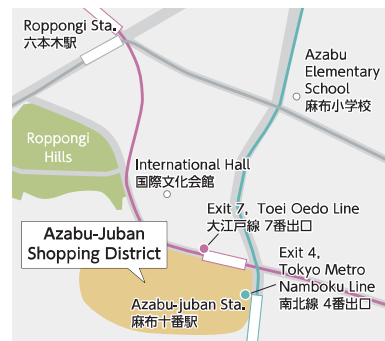 Roppongi Sta.
六本木駅
Azabu
Elementary
School
麻布小学校
Roppongi
Hills
International Hall
国際文化会館
Exit 7, Toei Oedo Line
大江戸線 7番出口
Azabu-Juban
Shopping District
Exit 4,
Tokyo Metro
Namboku Line
南北線 4番出口
Azabu-juban Sta.
麻布十番駅